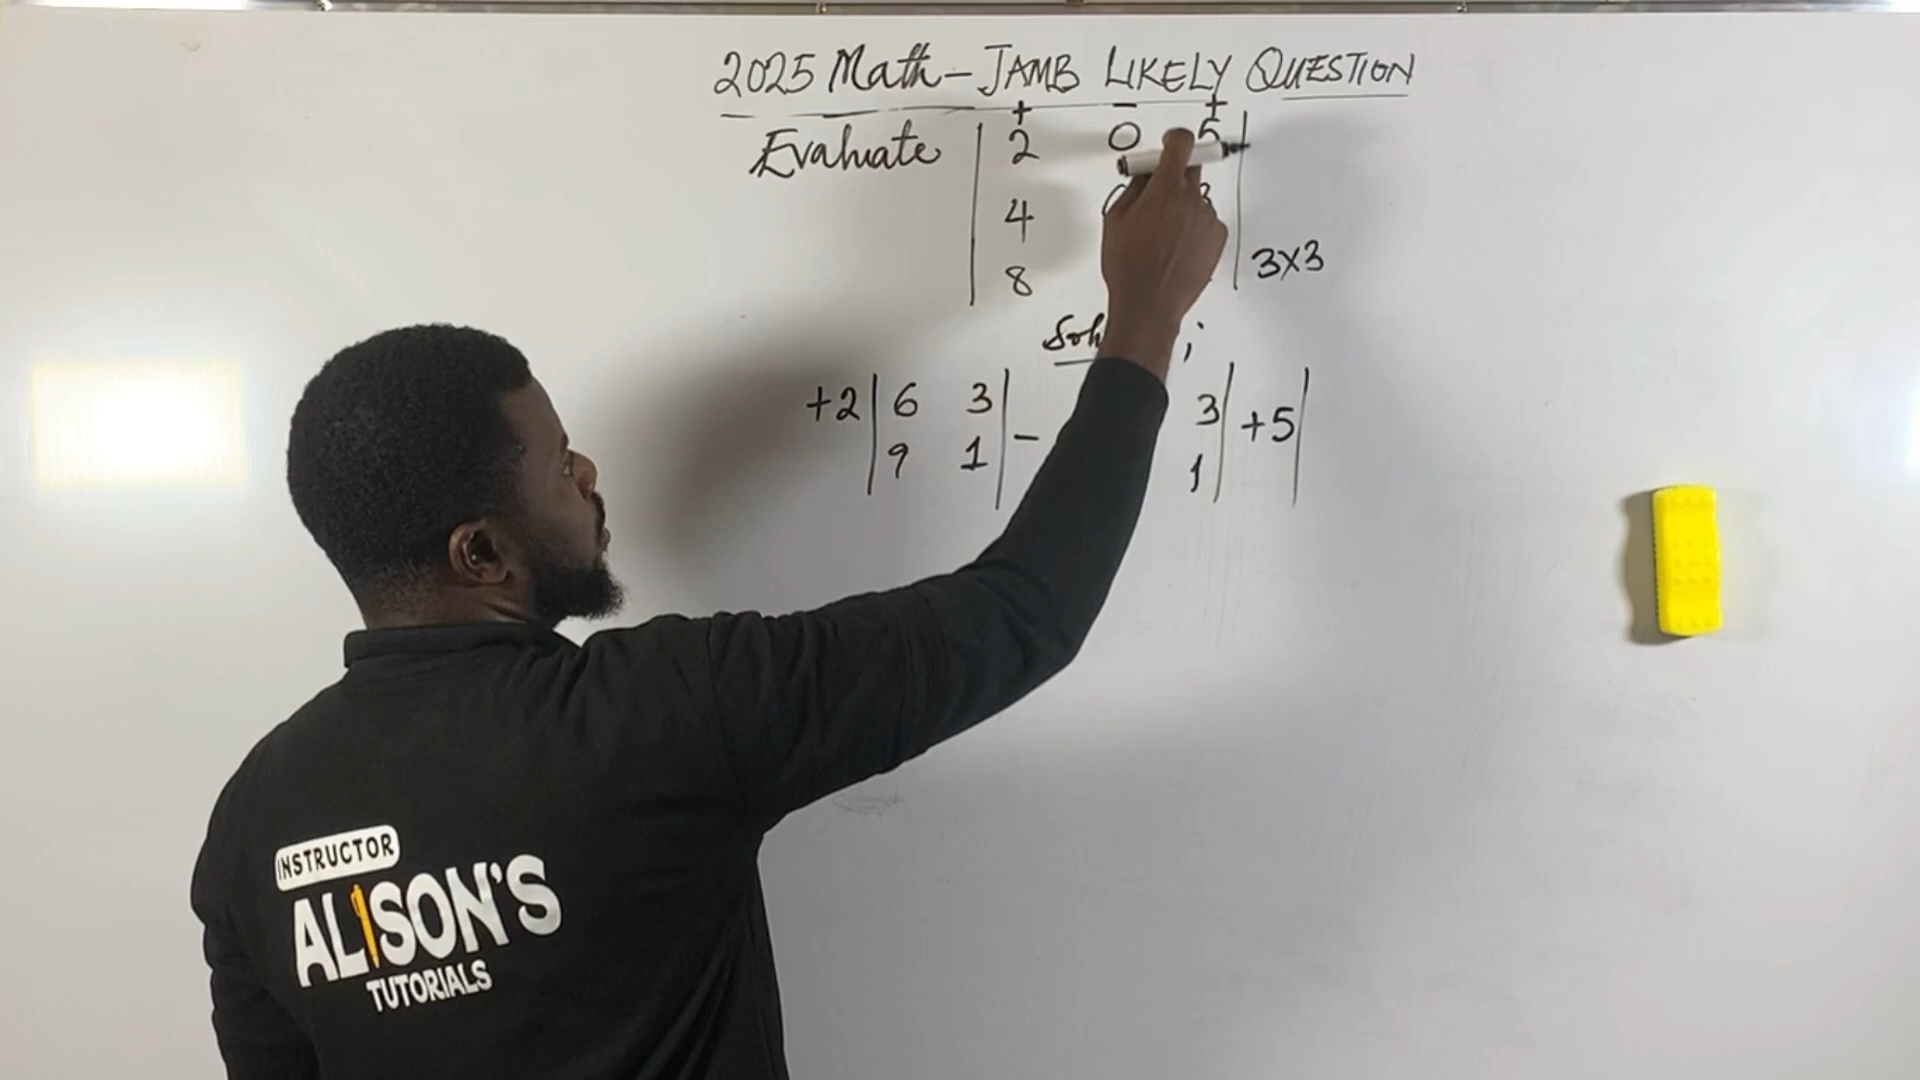 2025 Math - JAMB LIKELY QUESTION
+ - +
Evaluate | 2 0 5 |
4 3
8
3x3
;
+2 | 6 3 | - 3 | +5 |
9 1 1
INSTRUCTOR
ALISON'S
TUTORIALS